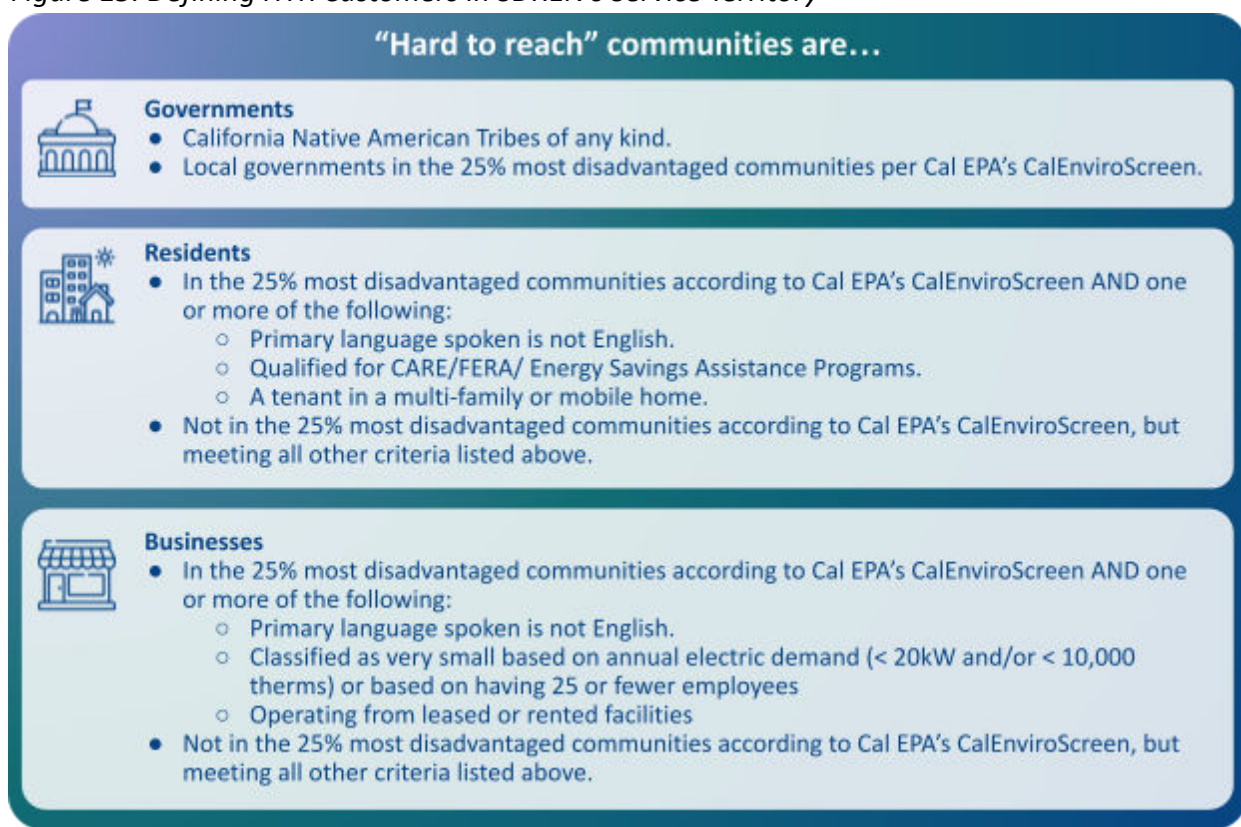 “Hard to reach” communities are…
Governments
● California Native American Tribes of any kind.
● Local governments in the 25% most disadvantaged communities per Cal EPA’s CalEnviroScreen.
Residents
● In the 25% most disadvantaged communities according to Cal EPA’s CalEnviroScreen AND one
or more of the following:
○ Primary language spoken is not English.
○ Qualified for CARE/FERA/ Energy Savings Assistance Programs.
○ A tenant in a multi-family or mobile home.
● Not in the 25% most disadvantaged communities according to Cal EPA’s CalEnviroScreen, but
meeting all other criteria listed above.
Businesses
● In the 25% most disadvantaged communities according to Cal EPA’s CalEnviroScreen AND one
or more of the following:
○ Primary language spoken is not English.
○ Classified as very small based on annual electric demand (< 20kW and/or < 10,000
therms) or based on having 25 or fewer employees
○ Operating from leased or rented facilities
● Not in the 25% most disadvantaged communities according to Cal EPA’s CalEnviroScreen, but
meeting all other criteria listed above.